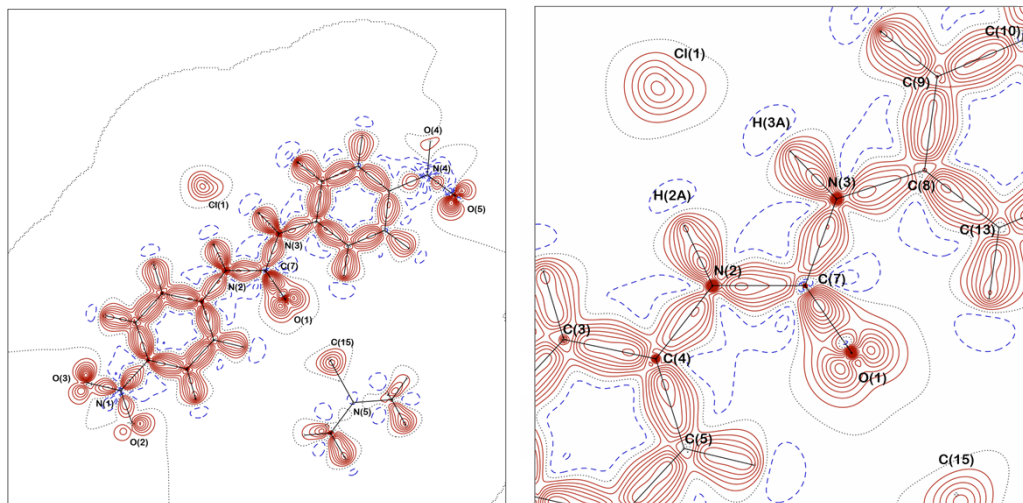 O(4)
N(4)
Cl(1)
O(5)
N(3)
C(7)
N(2)
O(1)
C(15)
O(3)
N(1)
N(5)
O(2)
C(10)
Cl(1)
C(9)
H(3A)
N(3)
C(8)
H(2A)
C(13)
N(2)
C(7)
C(3)
C(4)
O(1)
C(5)
C(15)